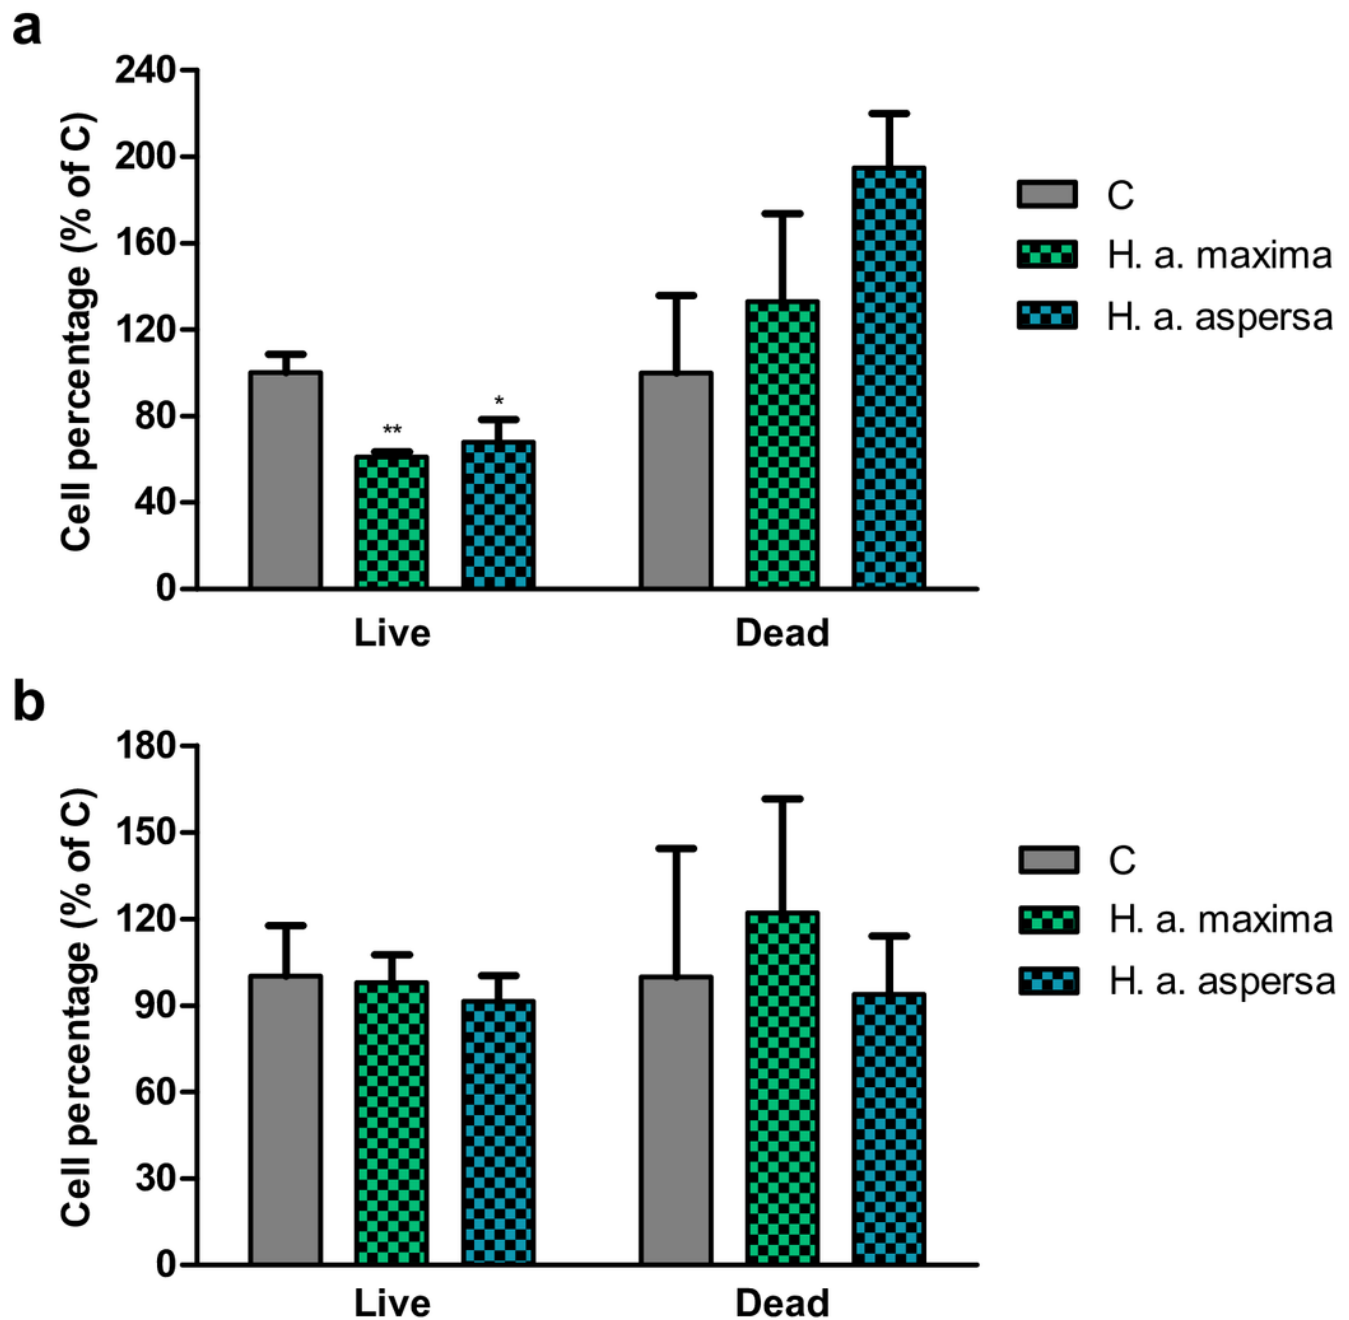 a
Cell percentage (% of C)
240
200
160
120
80
40
0
**
*
Live
Dead
C
H. a. maxima
H. a. aspersa
b
Cell percentage (% of C)
180
150
120
90
60
30
0
Live
Dead
C
H. a. maxima
H. a. aspersa